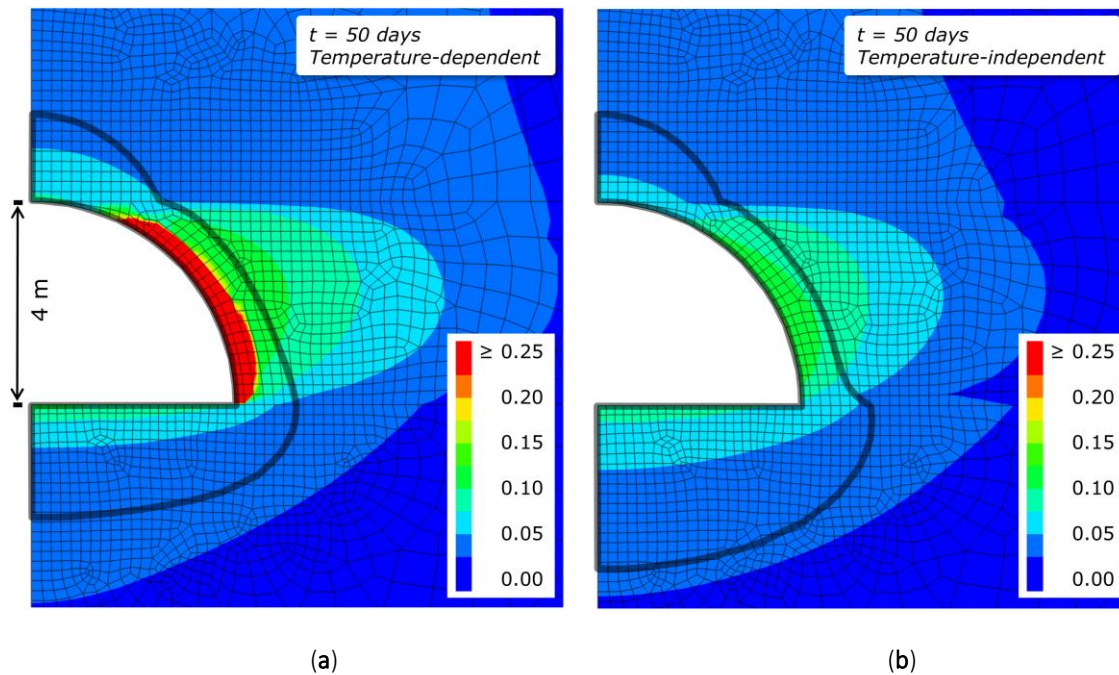 t = 50 days
Temperature-dependent
4 m
≥ 0.25
0.20
0.15
0.10
0.05
0.00
(a)
t = 50 days
Temperature-independent
≥ 0.25
0.20
0.15
0.10
0.05
0.00
(b)